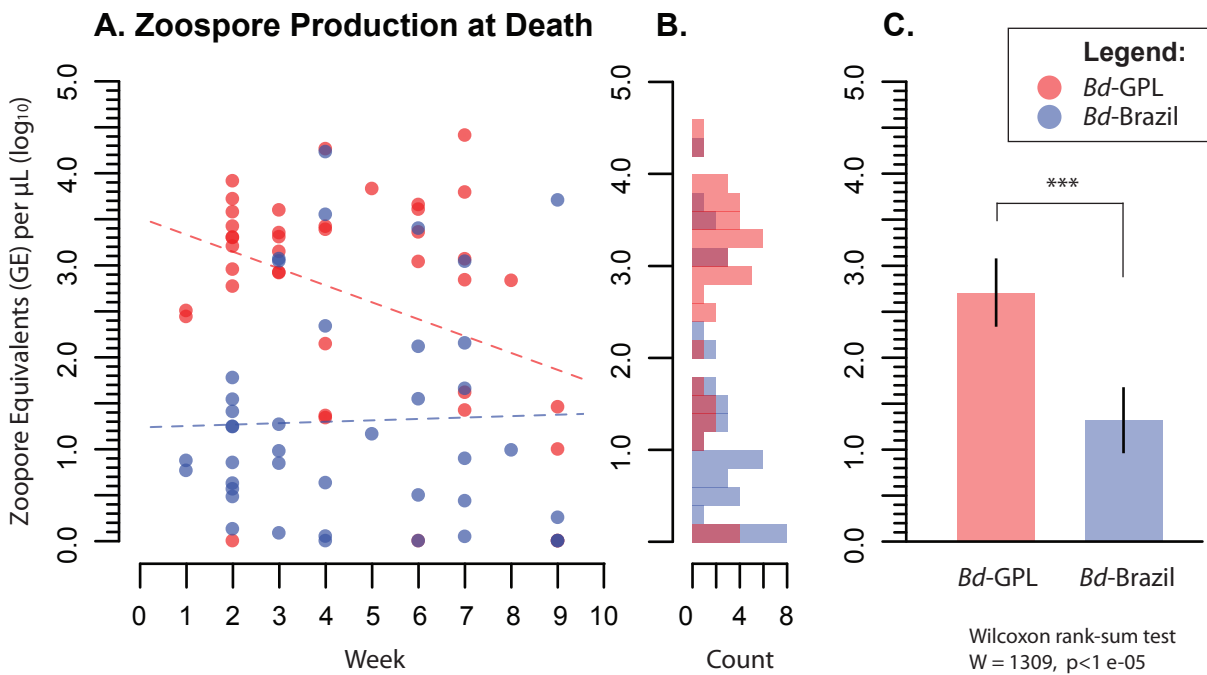 A. Zoospore Production at Death
B.
C.
Legend:
Bd-GPL
Bd-Brazil
Zoopore Equivalents (GE) per µL (log₁₀)
5.0
4.0
3.0
2.0
1.0
0.0
0 1 2 3 4 5 6 7 8 9 10
Week
5.0
4.0
3.0
2.0
1.0
0 4 8
Count
5.0
4.0
3.0
2.0
1.0
0.0
***
Bd-GPL Bd-Brazil
Wilcoxon rank-sum test
W = 1309, p<1 e-05